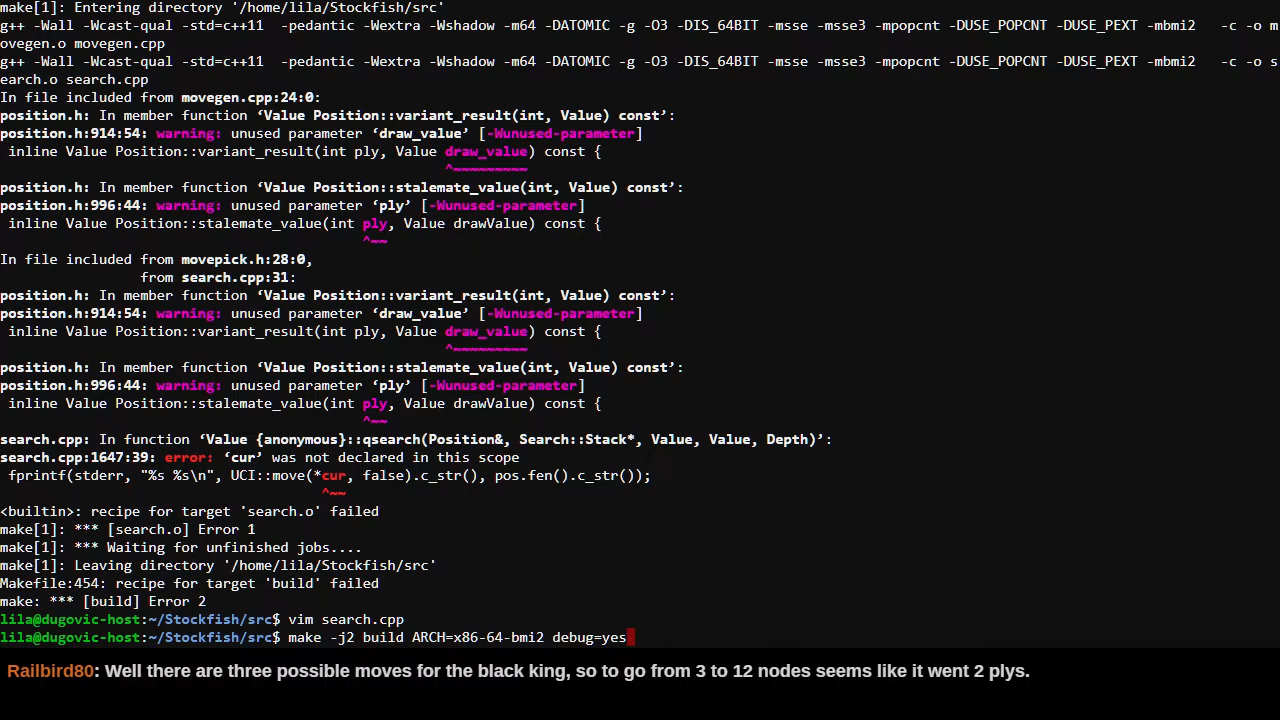 make[1]: Entering directory '/home/lila/Stockfish/src'
g++ -Wall -Wcast-qual -std=c++11  -pedantic -Wextra -Wshadow -m64 -DATOMIC -g -O3 -DIS_64BIT -msse -msse3 -mpopcnt -DUSE_POPCNT -DUSE_PEXT -mbmi2   -c -o m
ovegen.o movegen.cpp
g++ -Wall -Wcast-qual -std=c++11  -pedantic -Wextra -Wshadow -m64 -DATOMIC -g -O3 -DIS_64BIT -msse -msse3 -mpopcnt -DUSE_POPCNT -DUSE_PEXT -mbmi2   -c -o s
earch.o search.cpp
In file included from movegen.cpp:24:0:
position.h: In member function ‘Value Position::variant_result(int, Value) const’:
position.h:914:54: warning: unused parameter ‘draw_value’ [-Wunused-parameter]
 inline Value Position::variant_result(int ply, Value draw_value) const {
                                                      ^~~~~~~~~~
position.h: In member function ‘Value Position::stalemate_value(int, Value) const’:
position.h:996:44: warning: unused parameter ‘ply’ [-Wunused-parameter]
 inline Value Position::stalemate_value(int ply, Value drawValue) const {
                                            ^~~
In file included from movepick.h:28:0,
                 from search.cpp:31:
position.h: In member function ‘Value Position::variant_result(int, Value) const’:
position.h:914:54: warning: unused parameter ‘draw_value’ [-Wunused-parameter]
 inline Value Position::variant_result(int ply, Value draw_value) const {
                                                      ^~~~~~~~~~
position.h: In member function ‘Value Position::stalemate_value(int, Value) const’:
position.h:996:44: warning: unused parameter ‘ply’ [-Wunused-parameter]
 inline Value Position::stalemate_value(int ply, Value drawValue) const {
                                            ^~~
search.cpp: In function ‘Value {anonymous}::qsearch(Position&, Search::Stack*, Value, Value, Depth)’:
search.cpp:1647:39: error: ‘cur’ was not declared in this scope
 fprintf(stderr, "%s %s\n", UCI::move(*cur, false).c_str(), pos.fen().c_str());
                                       ^~~
<builtin>: recipe for target 'search.o' failed
make[1]: *** [search.o] Error 1
make[1]: *** Waiting for unfinished jobs....
make[1]: Leaving directory '/home/lila/Stockfish/src'
Makefile:454: recipe for target 'build' failed
make: *** [build] Error 2
lila@dugovic-host:~/Stockfish/src$ vim search.cpp
lila@dugovic-host:~/Stockfish/src$ make -j2 build ARCH=x86-64-bmi2 debug=yes
Railbird80: Well there are three possible moves for the black king, so to go from 3 to 12 nodes seems like it went 2 plys.